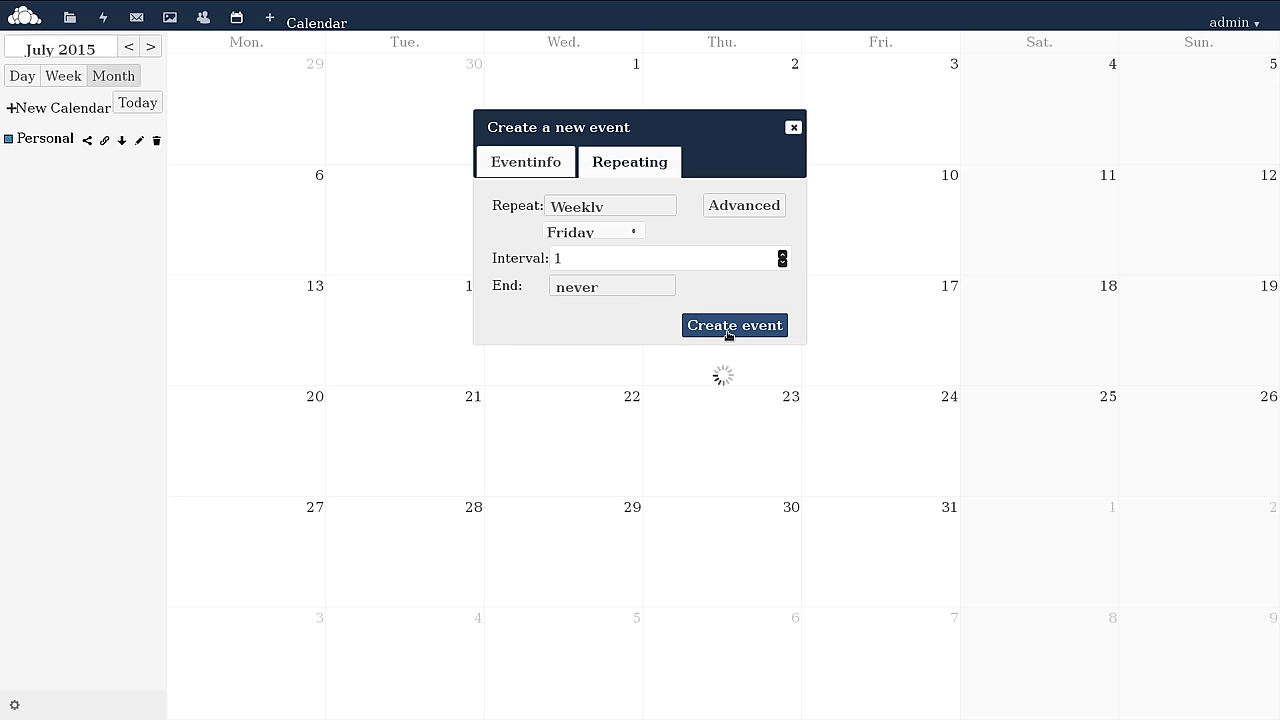 Calendar
admin ▾
July 2015 < >
Day Week Month
New Calendar Today
Personal
Mon. Tue. Wed. Thu. Fri. Sat. Sun.
29 30 1 2 3 4 5
Create a new event
Eventinfo Repeating
6 10 11 12
Repeat: Weekly Advanced
Friday
Interval: 1
End: never
13 1 17 18 19
Create event
20 21 22 23 24 25 26
27 28 29 30 31 1 2
3 4 5 6 7 8 9